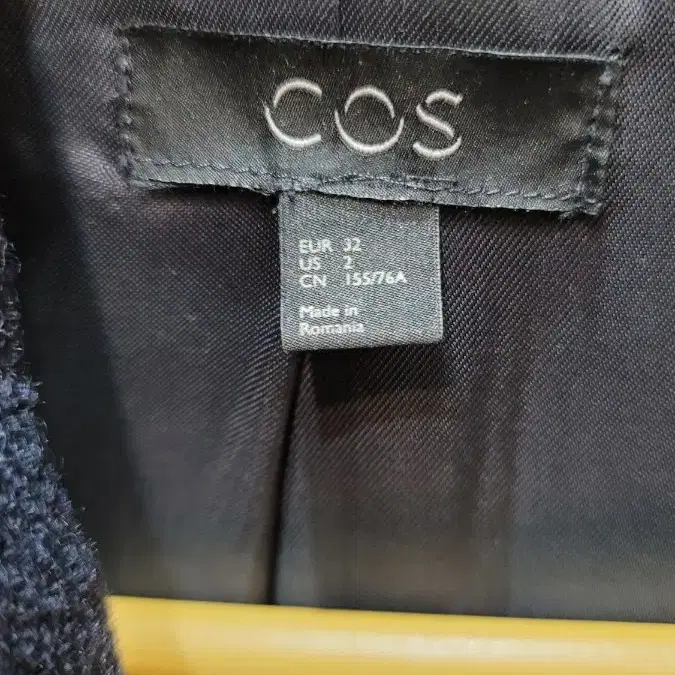 COS
EUR 32
US 2
CN 155/76A
Made in
Romania